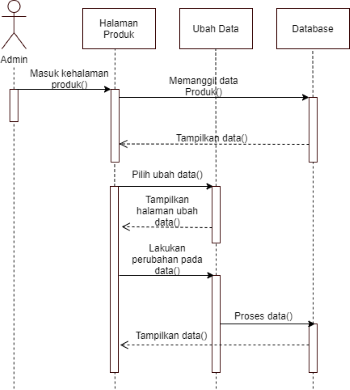 Halaman
Produk
Ubah Data
Database
Admin
Masuk kehalaman
produk()
Memanggil data
Produk()
Tampilkan data()
Pilih ubah data()
Tampilkan
halaman ubah
data()
Lakukan
perubahan pada
data()
Proses data()
Tampilkan data()